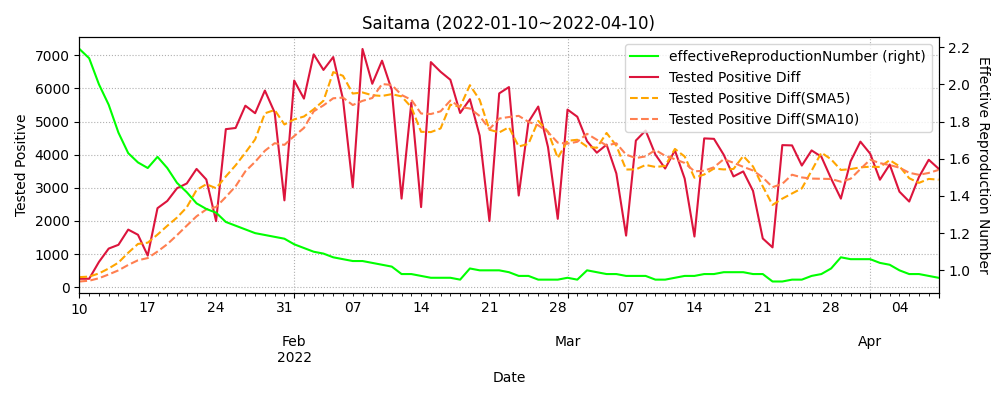 Saitama (2022-01-10~2022-04-10)
effectiveReproductionNumber (right)
Tested Positive Diff
Tested Positive Diff(SMA5)
Tested Positive Diff(SMA10)
Tested Positive
7000
6000
5000
4000
3000
2000
1000
0
2.2
2.0
1.8
1.6
1.4
1.2
1.0
Effective Reproduction Number
10 17 24 31 07 14 21 28 07 14 21 28 04
Feb Mar Apr
2022
Date